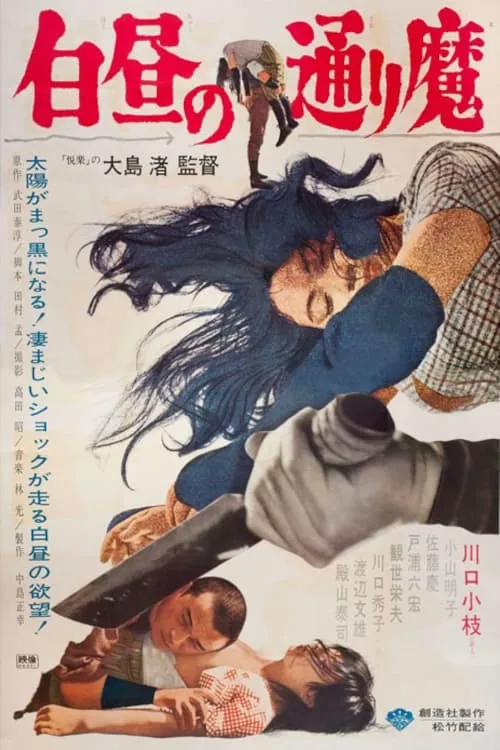 白昼の通り魔
「悦楽」の 大島 渚 監督
太陽がまっ黒になる！凄まじいショックが走る白昼の欲望！
原作 武田泰淳／脚本 田村 孟／撮影 高田 昭／音楽 林 光／製作 中島正幸
川口小枝
小山明子
佐藤慶
戸浦六宏
観世栄夫
川口秀子
渡辺文雄
殿山泰司
映倫
創造社製作
松竹配給